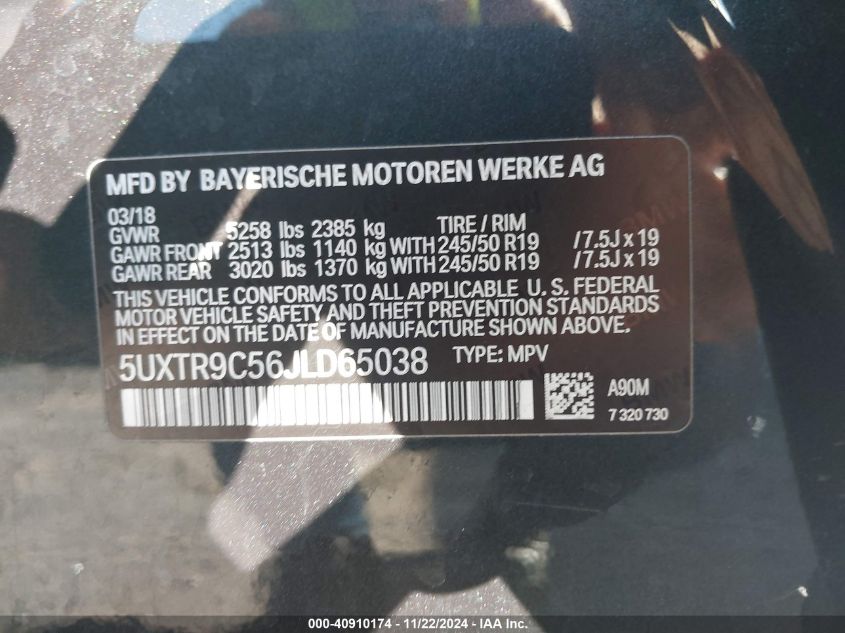 MFD BY BAYERISCHE MOTOREN WERKE AG
03/18
GVWR 5258 lbs 2385 kg TIRE / RIM
GAWR FRONT 2513 lbs 1140 kg WITH 245/50 R19 / 7.5J x 19
GAWR REAR 3020 lbs 1370 kg WITH 245/50 R19 / 7.5J x 19
THIS VEHICLE CONFORMS TO ALL APPLICABLE U. S. FEDERAL
MOTOR VEHICLE SAFETY AND THEFT PREVENTION STANDARDS
IN EFFECT ON THE DATE OF MANUFACTURE SHOWN ABOVE.
5UXTR9C56JLD65038 TYPE: MPV
A90M
7 320 730
000-40910174 - 11/22/2024 - IAA Inc.